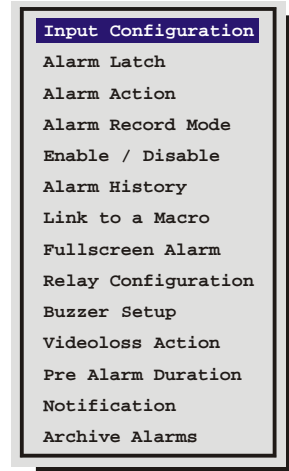 Input Configuration
Alarm Latch
Alarm Action
Alarm Record Mode
Enable / Disable
Alarm History
Link to a Macro
Fullscreen Alarm
Relay Configuration
Buzzer Setup
Videoloss Action
Pre Alarm Duration
Notification
Archive Alarms